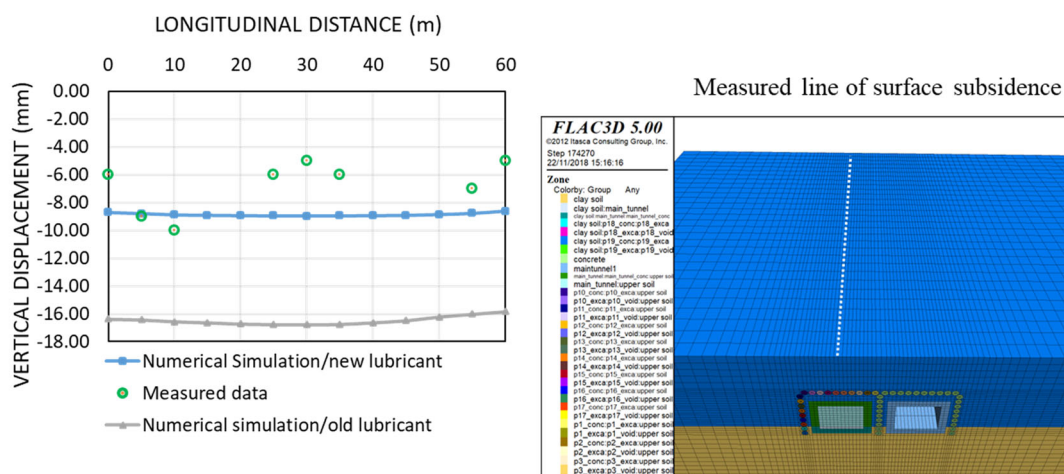 LONGITUDINAL DISTANCE (m)
0 10 20 30 40 50 60
VERTICAL DISPLACEMENT (mm)
0.00
-2.00
-4.00
-6.00
-8.00
-10.00
-12.00
-14.00
-16.00
-18.00
Numerical Simulation/new lubricant
Measured data
Numerical simulation/old lubricant
Measured line of surface subsidence
FLAC3D 5.00
©2012 Itasca Consulting Group, Inc.
Step 174270
22/11/2018 15:16:16
Zone
Colorby: Group Any
clay soil
clay soil:main_tunnel
clay soil:main_tunnel:main_tunnel_conc
clay soil:p18_conc:p18_exca
clay soil:p18_exca:p18_void
clay soil:p19_conc:p19_exca
clay soil:p19_exca:p19_void
concrete
maintunnel1
main_tunnel:main_tunnel_conc:upper soil
main_tunnel:upper soil
p10_conc:p10_exca:upper soil
p10_exca:p10_void:upper soil
p11_conc:p11_exca:upper soil
p11_exca:p11_void:upper soil
p12_conc:p12_exca:upper soil
p12_exca:p12_void:upper soil
p13_conc:p13_exca:upper soil
p13_exca:p13_void:upper soil
p14_conc:p14_exca:upper soil
p14_exca:p14_void:upper soil
p15_conc:p15_exca:upper soil
p15_exca:p15_void:upper soil
p16_conc:p16_exca:upper soil
p16_exca:p16_void:upper soil
p17_conc:p17_exca:upper soil
p17_exca:p17_void:upper soil
p1_conc:p1_exca:upper soil
p1_exca:p1_void:upper soil
p2_conc:p2_exca:upper soil
p2_exca:p2_void:upper soil
p3_conc:p3_exca:upper soil
p3_exca:p3_void:upper soil